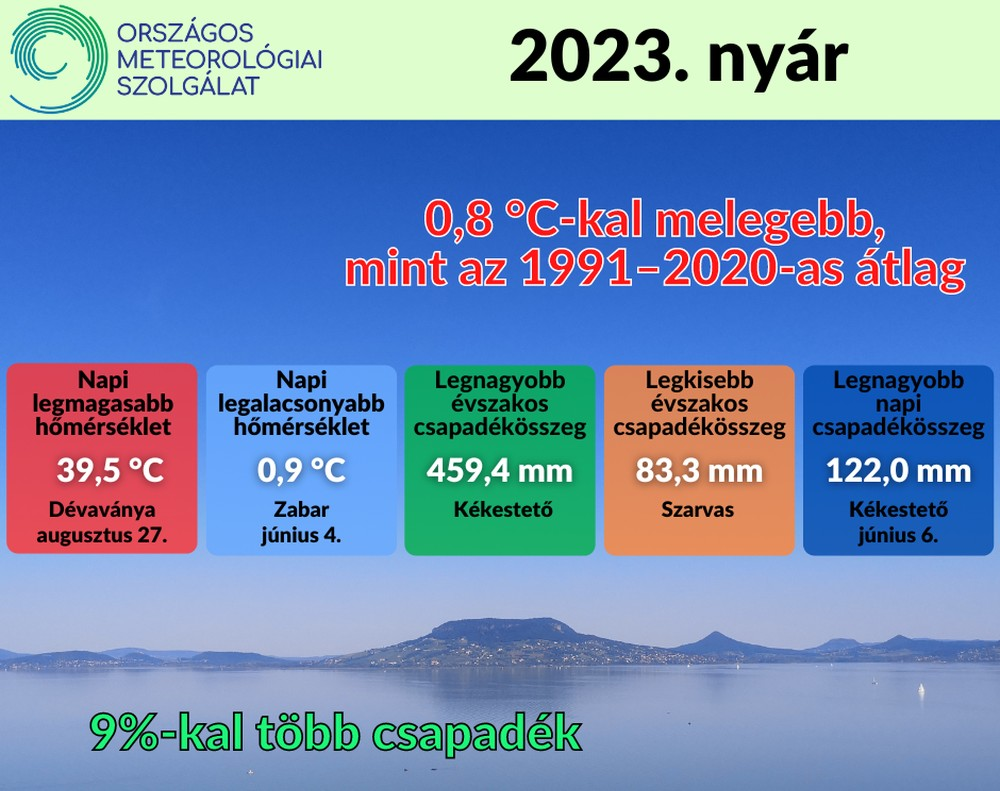 ORSZÁGOS
METEOROLÓGIAI
SZOLGÁLAT
2023. nyár
0,8 °C-kal melegebb,
mint az 1991–2020-as átlag
Napi
legmagasabb
hőmérséklet
39,5 °C
Dévaványa
augusztus 27.
Napi
legalacsonyabb
hőmérséklet
0,9 °C
Zabar
június 4.
Legnagyobb
évszakos
csapadékösszeg
459,4 mm
Kékestető
Legkisebb
évszakos
csapadékösszeg
83,3 mm
Szarvas
Legnagyobb
napi
csapadékösszeg
122,0 mm
Kékestető
június 6.
9%-kal több csapadék